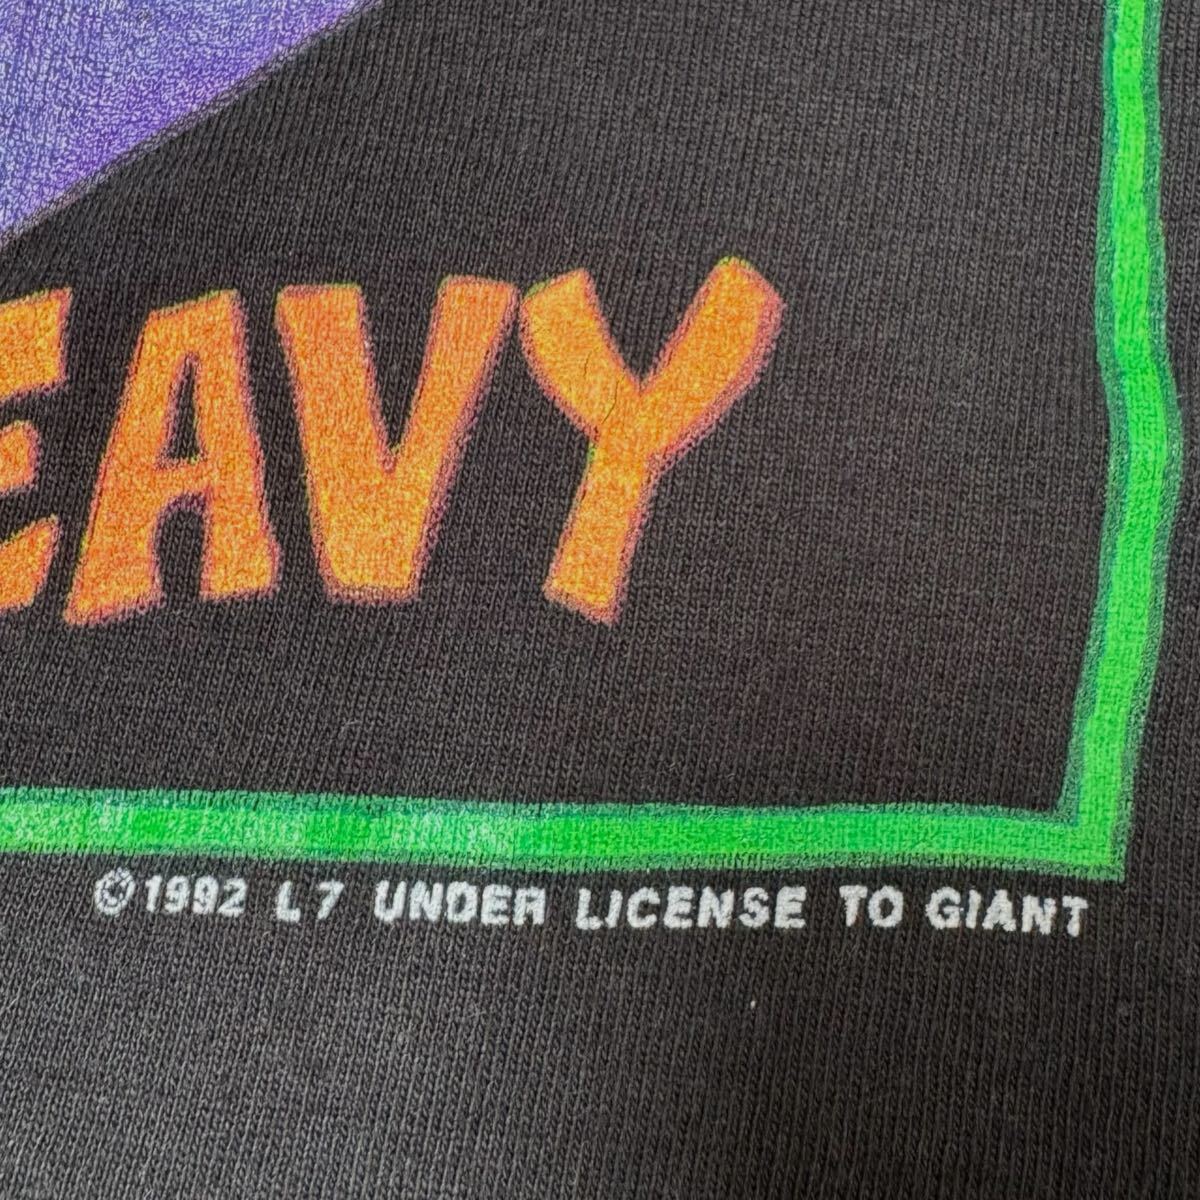 EAVY
©1992 L7 UNDER LICENSE TO GIANT